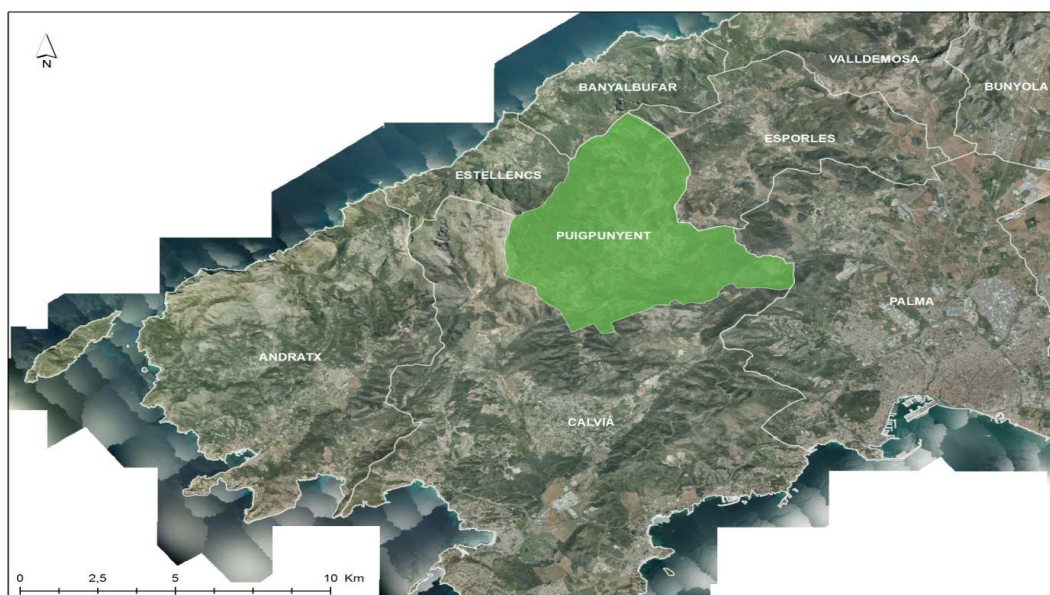 N
VALLDEMOSA
BANYALBUFAR
BUNYOLA
ESPORLES
ESTELLENCS
PUIGPUNYENT
PALMA
ANDRATX
CALVIÀ
0 2,5 5 10 Km